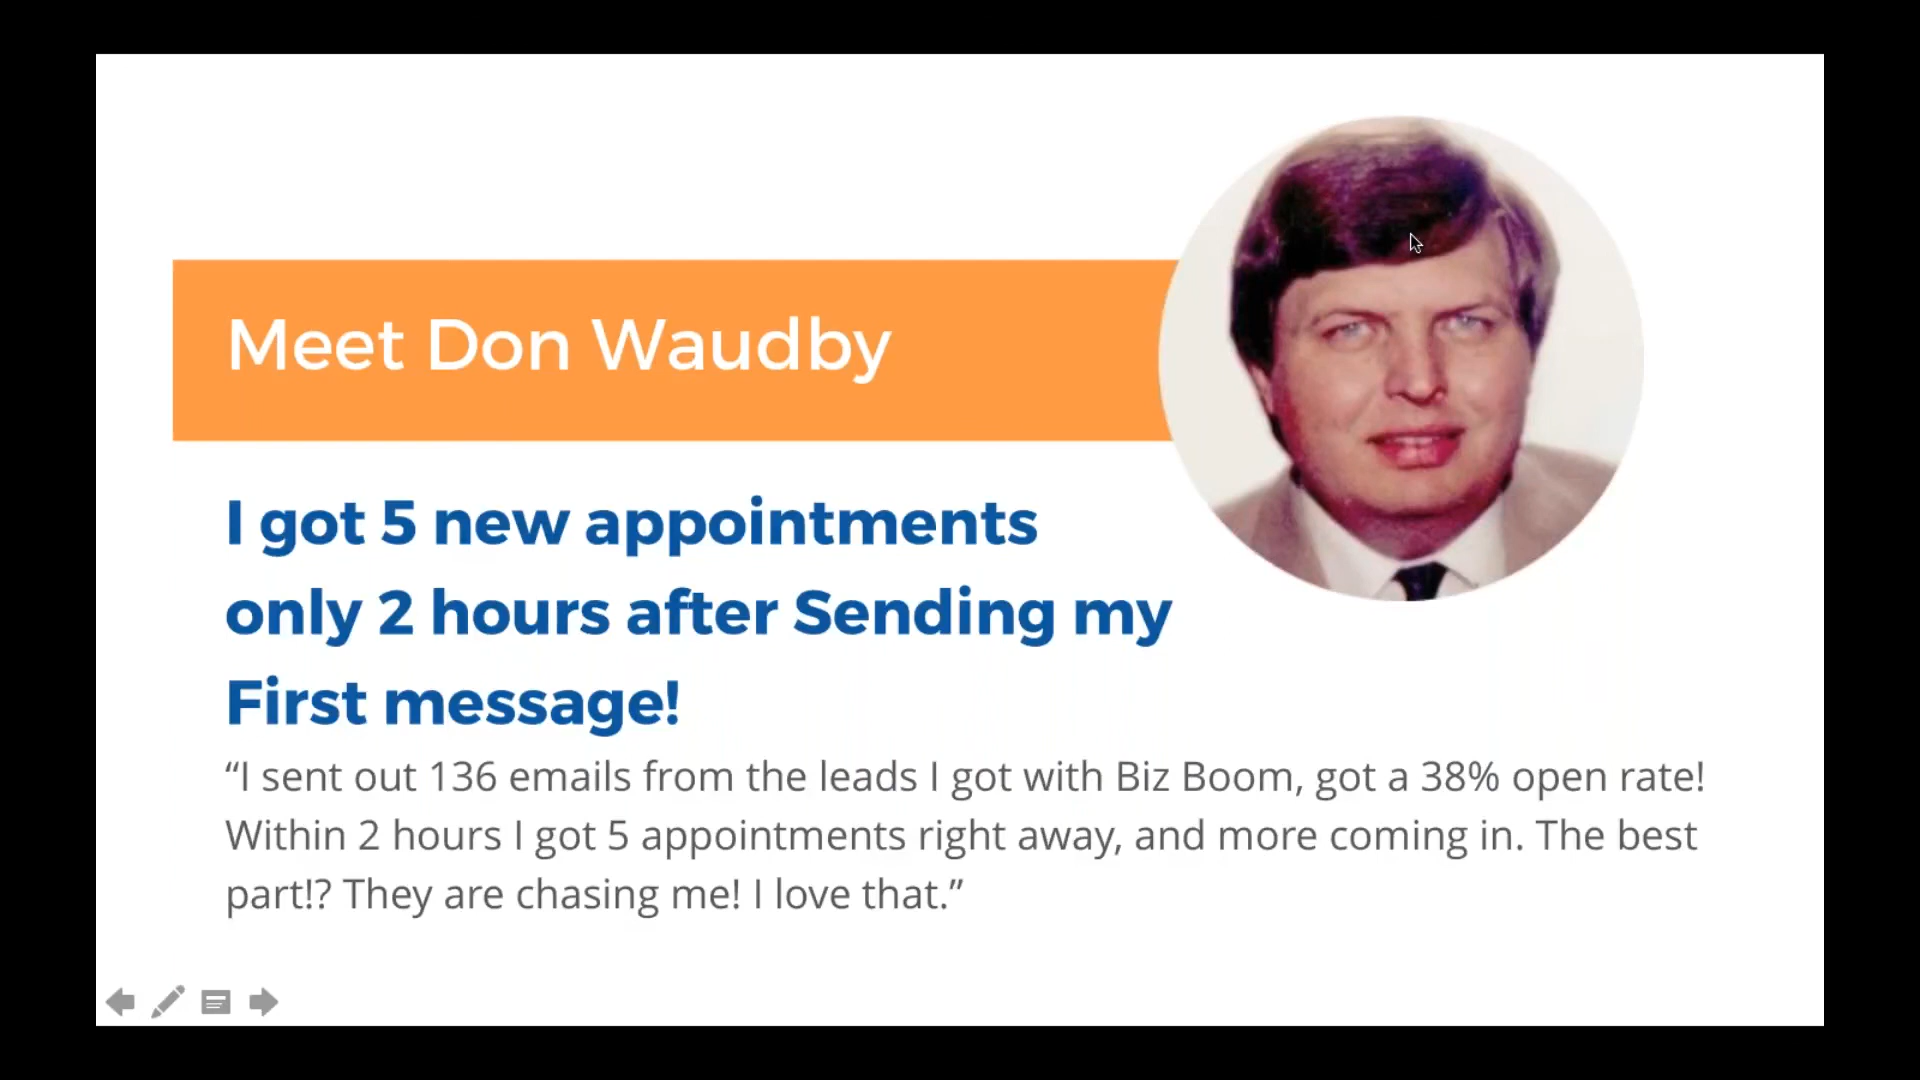 Meet Don Waudby
I got 5 new appointments
only 2 hours after Sending my
First message!
“I sent out 136 emails from the leads I got with Biz Boom, got a 38% open rate!
Within 2 hours I got 5 appointments right away, and more coming in. The best
part!? They are chasing me! I love that.”